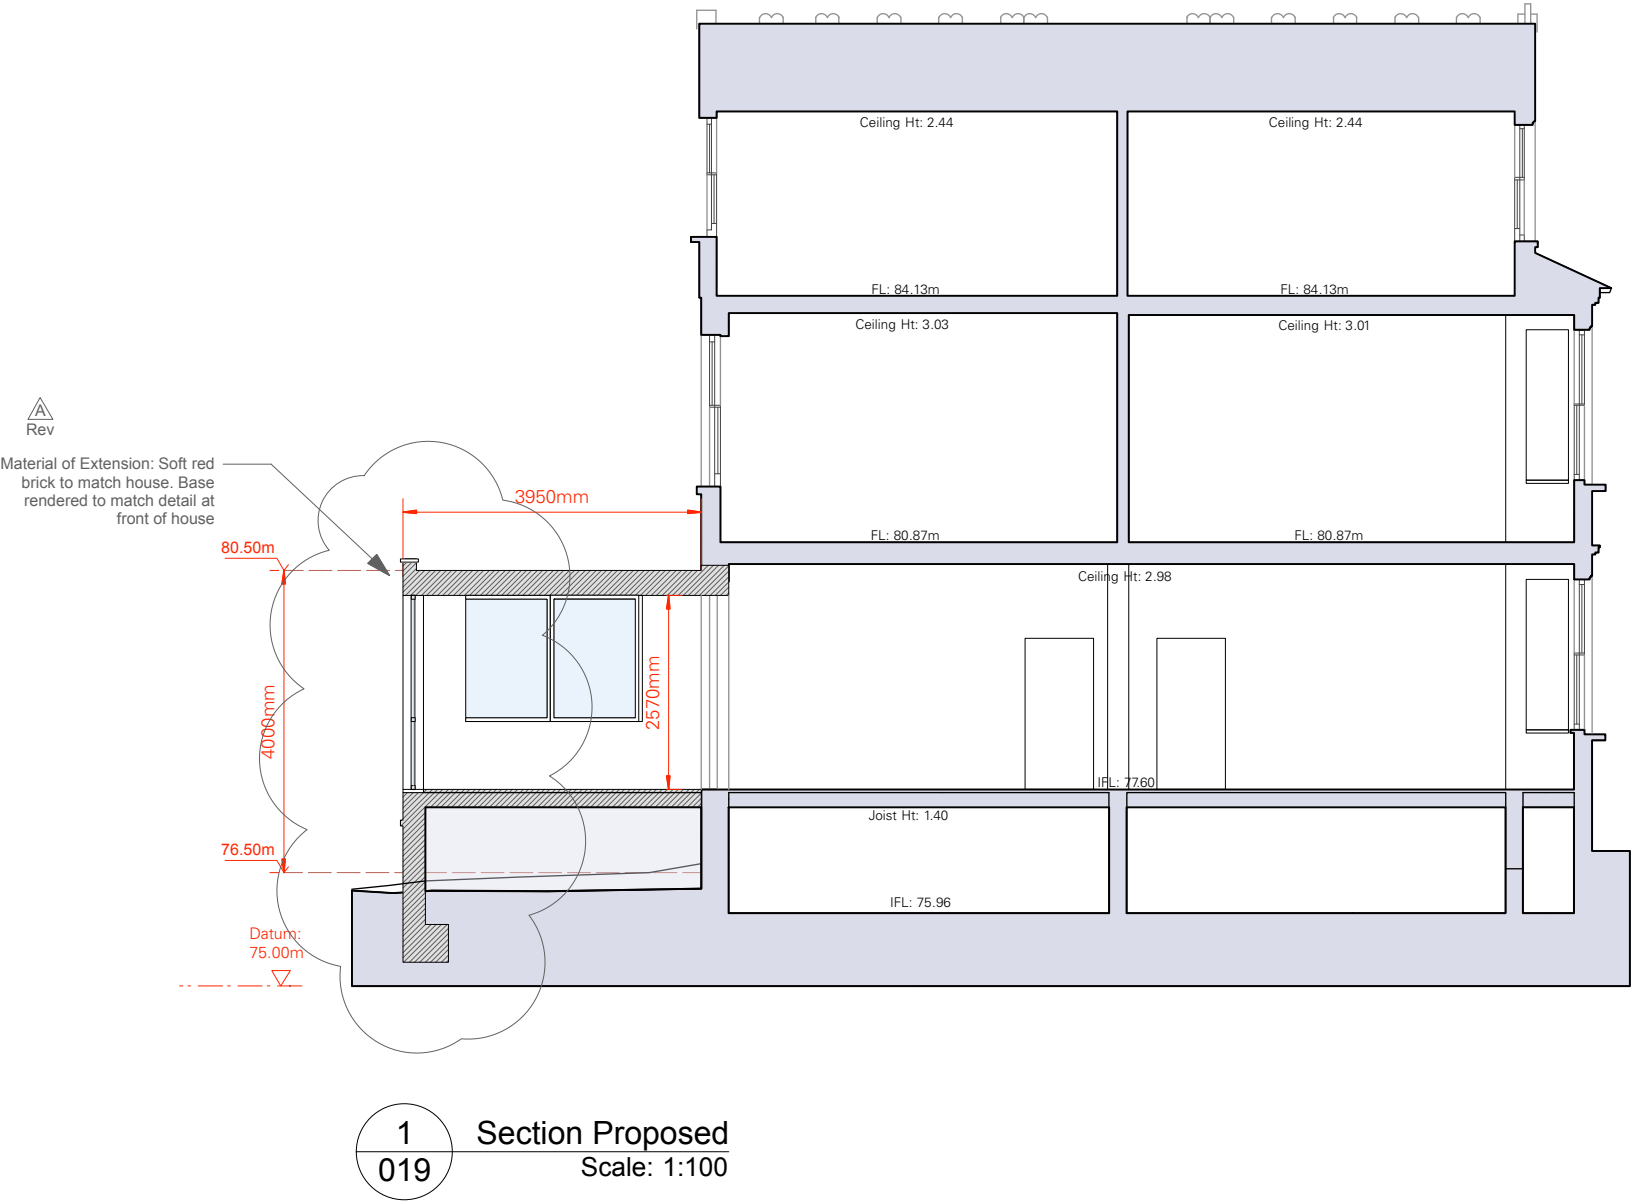 Ceiling Ht: 2.44
Ceiling Ht: 2.44
FL: 84.13m
FL: 84.13m
Ceiling Ht: 3.03
Ceiling Ht: 3.01
A
Rev
Material of Extension: Soft red
brick to match house. Base
rendered to match detail at
front of house
3950mm
FL: 80.87m
FL: 80.87m
80.50m
Ceiling Ht: 2.98
4000mm
2570mm
IFL: 77.60
Joist Ht: 1.40
76.50m
IFL: 75.96
Datum:
75.00m
1
019
Section Proposed
Scale: 1:100